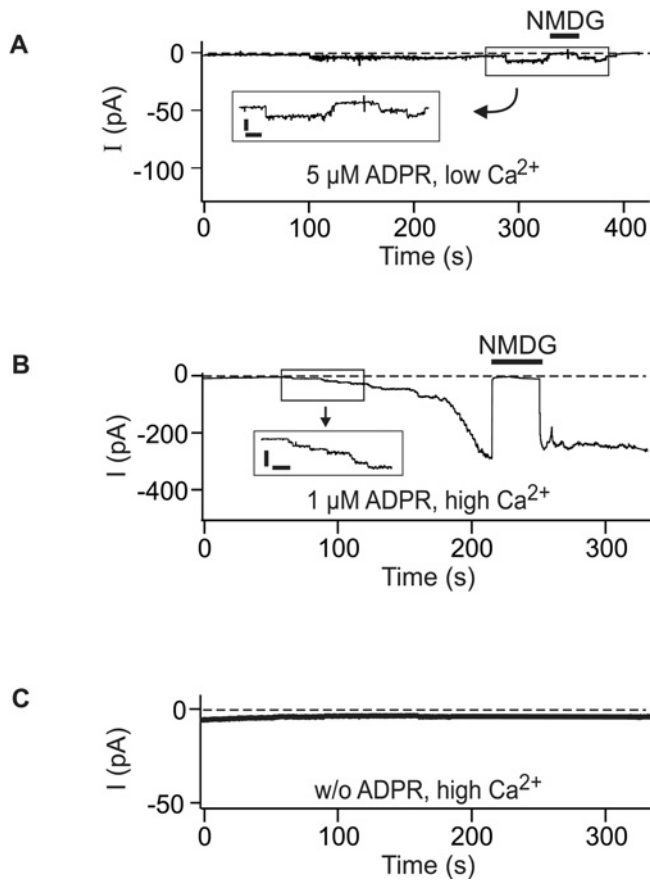 NMDG
A
0
-50
-100
I (pA)
5 µM ADPR, low Ca2+
0 100 200 300 400
Time (s)
NMDG
B
0
-200
-400
I (pA)
1 µM ADPR, high Ca2+
0 100 200 300
Time (s)
C
0
-50
I (pA)
w/o ADPR, high Ca2+
0 100 200 300
Time (s)